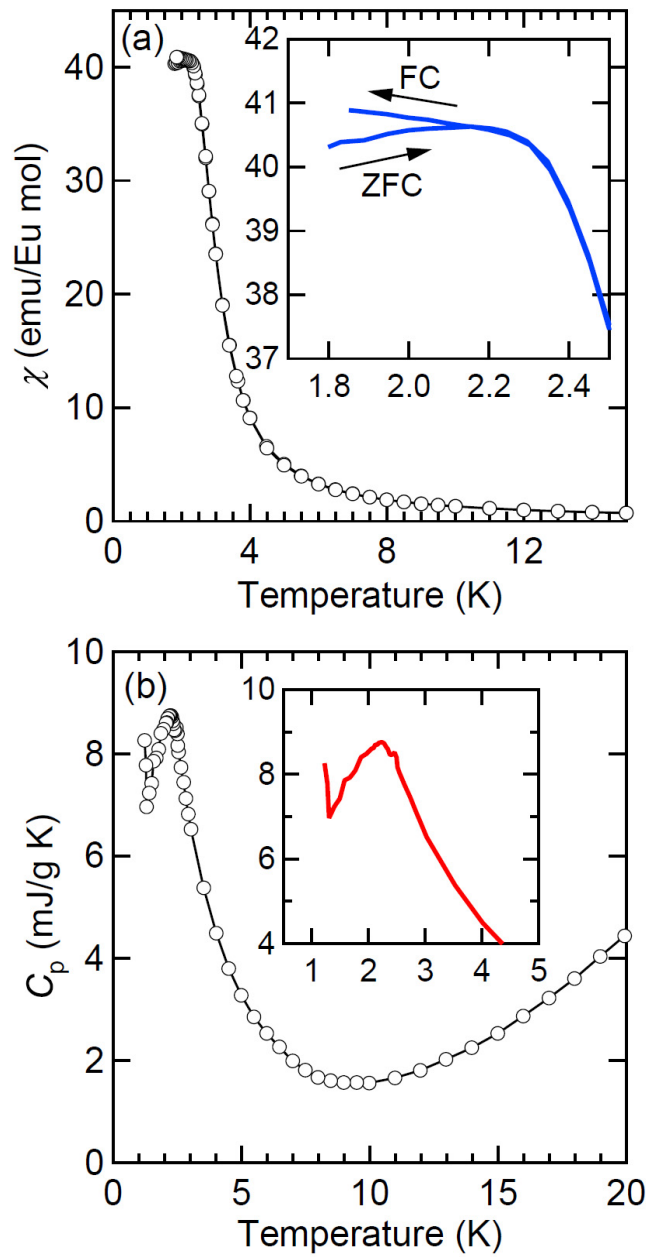 (a)
42
41
40
39
38
37
1.8 2.0 2.2 2.4
FC
ZFC
40
30
20
10
0
0 4 8 12
χ (emu/Eu mol)
Temperature (K)
(b)
10
8
6
4
1 2 3 4 5
10
8
6
4
2
0
0 5 10 15 20
Cp (mJ/g K)
Temperature (K)